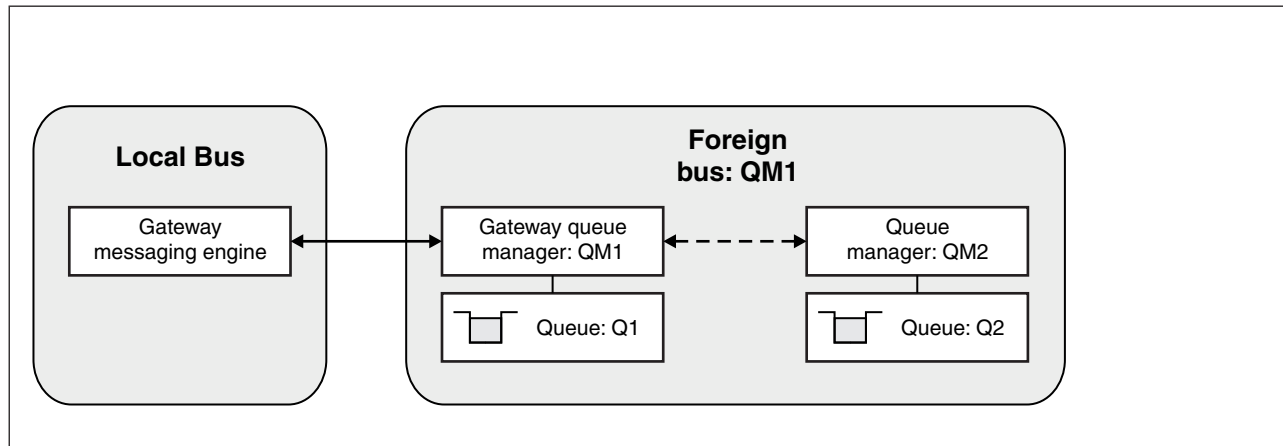 Local Bus
Gateway
messaging engine
Foreign
bus: QM1
Gateway queue
manager: QM1
Queue: Q1
Queue
manager: QM2
Queue: Q2